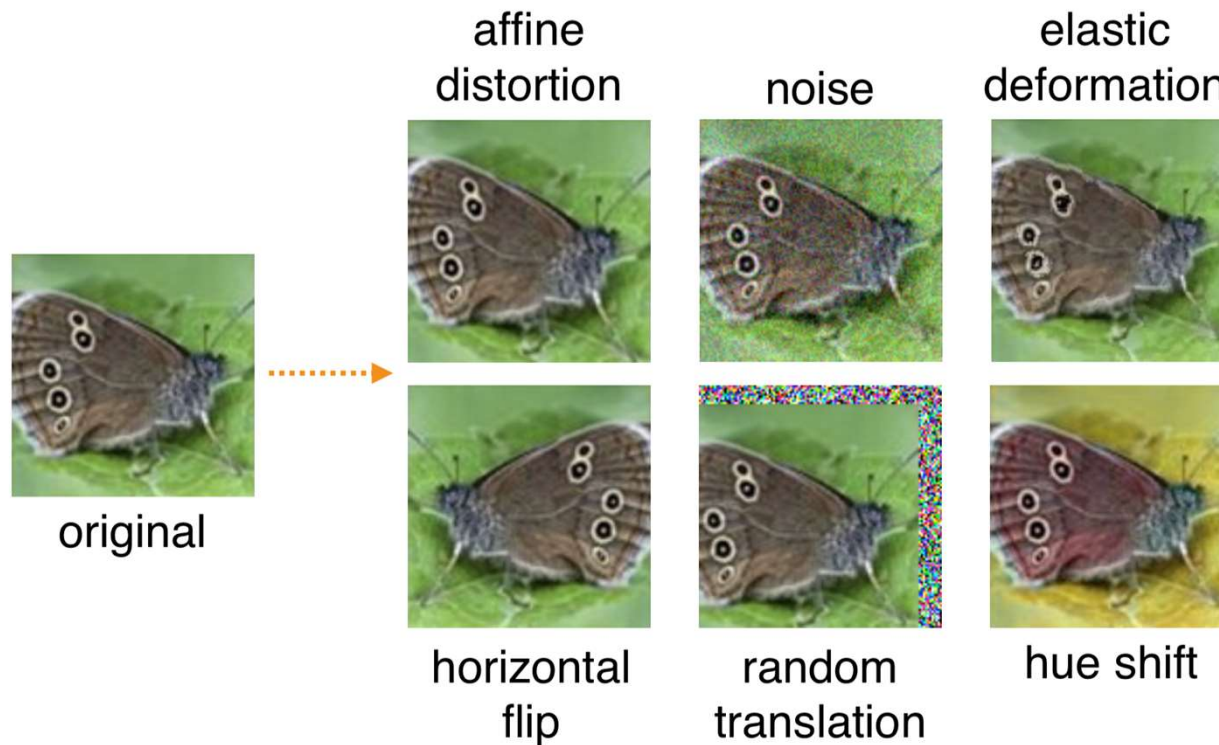 affine
distortion
noise
elastic
deformation
original
horizontal
flip
random
translation
hue shift